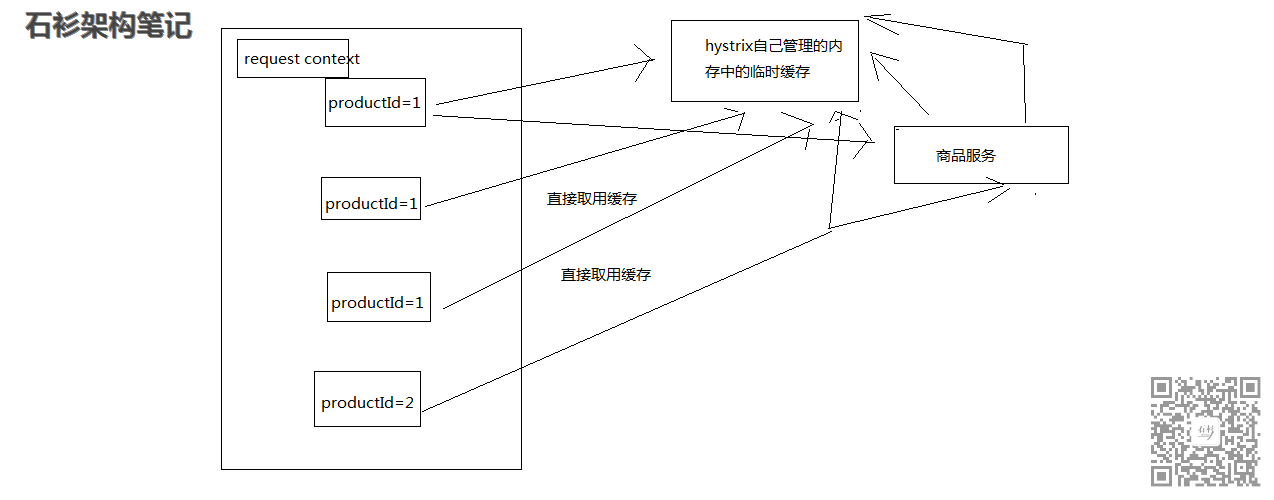 石衫架构笔记
request context
productId=1
productId=1
productId=1
productId=2
hystrix自己管理的内
存中的临时缓存
商品服务
直接取用缓存
直接取用缓存